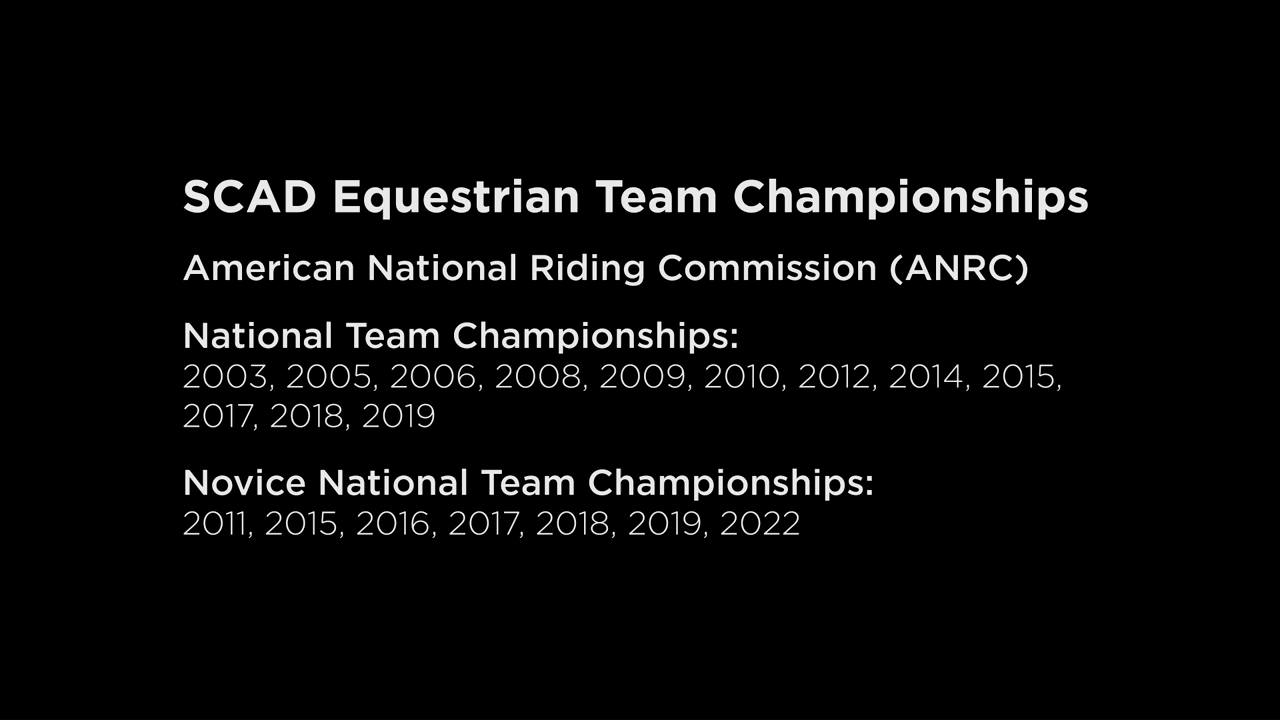 SCAD Equestrian Team Championships
American National Riding Commission (ANRC)
National Team Championships:
2003, 2005, 2006, 2008, 2009, 2010, 2012, 2014, 2015,
2017, 2018, 2019
Novice National Team Championships:
2011, 2015, 2016, 2017, 2018, 2019, 2022